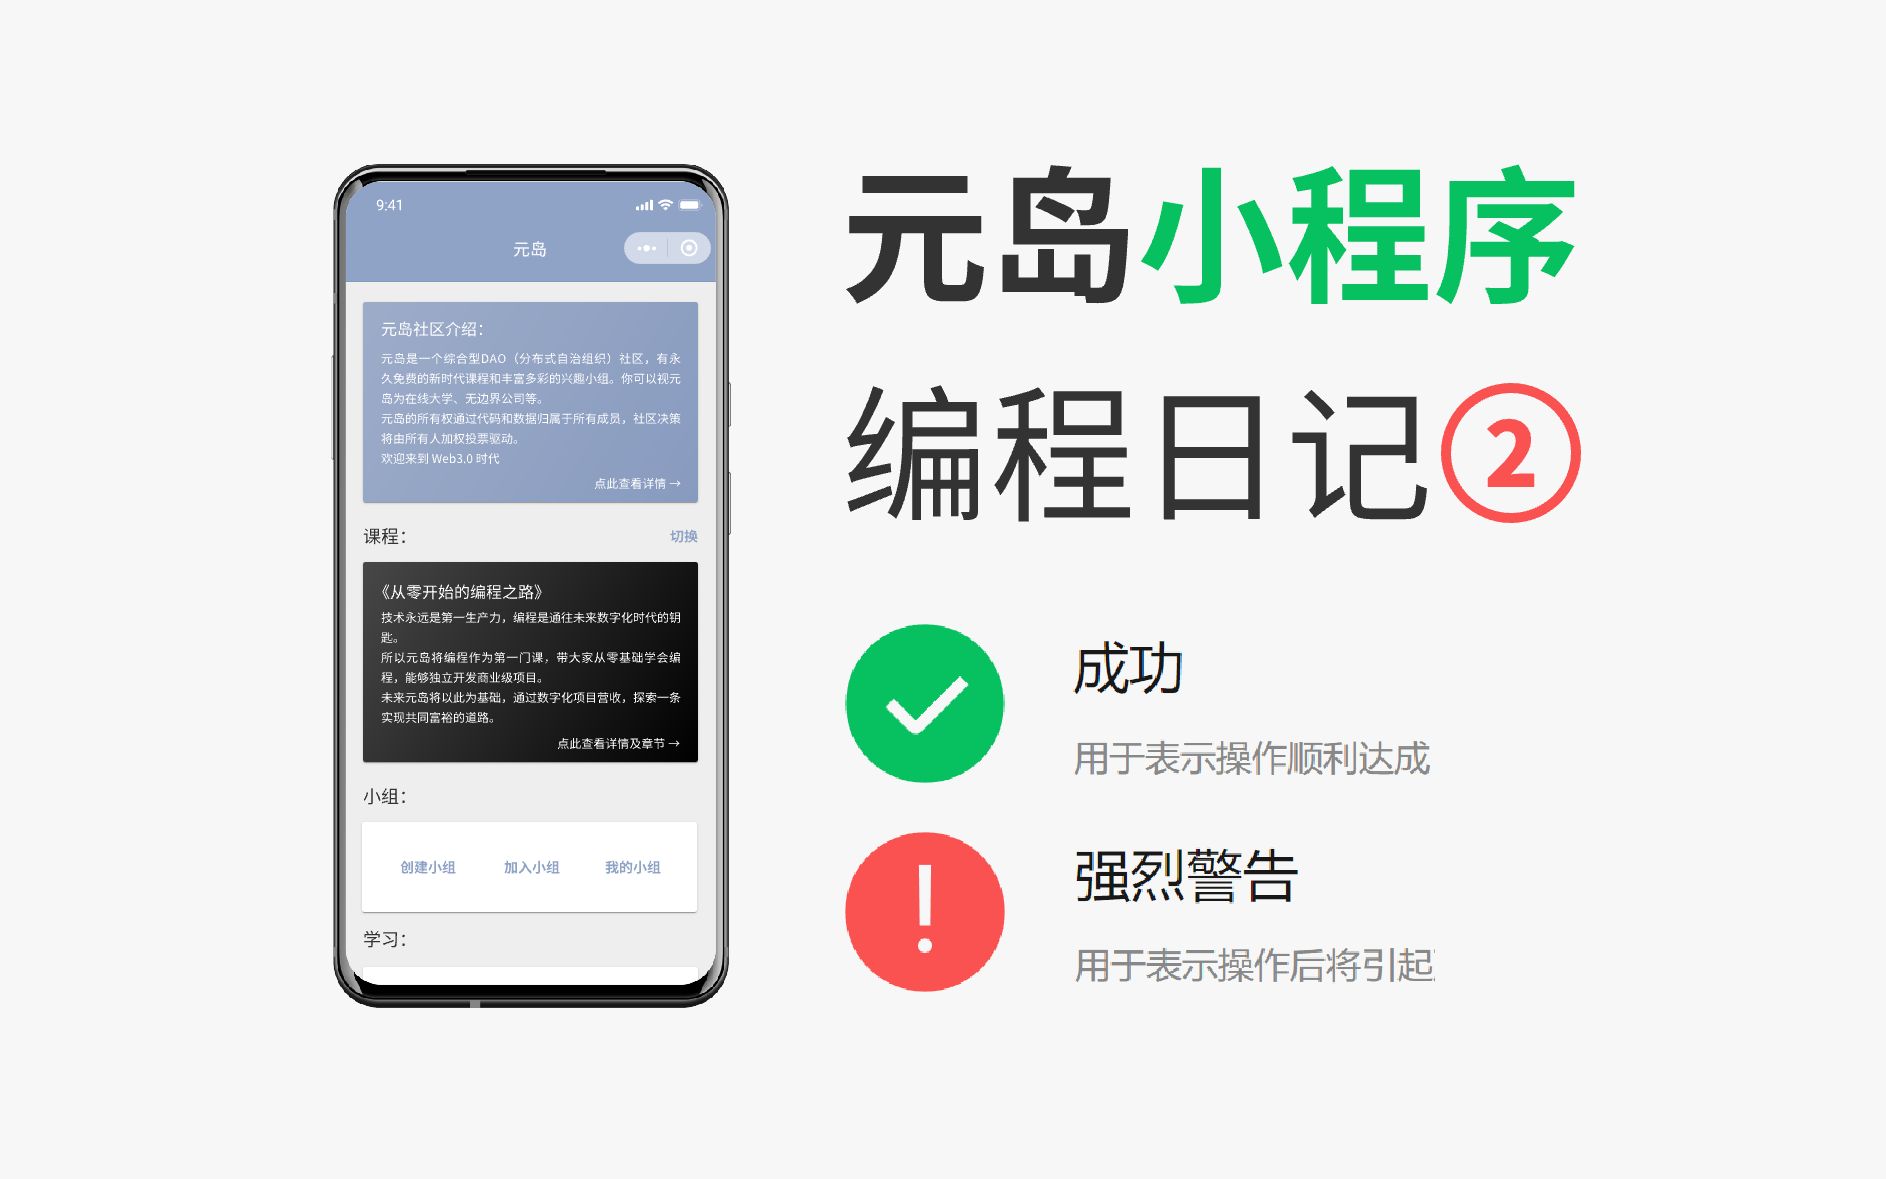 9:41
元岛
元岛社区介绍：
元岛是一个综合型DAO（分布式自治组织）社区，有永
久免费的新时代课程和丰富多彩的兴趣小组。你可以视元
岛为在线大学、无边界公司等。
元岛的所有权通过代码和数据归属于所有成员，社区决策
将由所有人加权投票驱动。
欢迎来到 Web3.0 时代
点此查看详情 →
课程：
切换
《从零开始的编程之路》
技术永远是第一生产力，编程是通往未来数字化时代的钥
匙。
所以元岛将编程作为第一门课，带大家从零基础学会编
程，能够独立开发商业级项目。
未来元岛将以此为基础，通过数字化项目营收，探索一条
实现共同富裕的道路。
点此查看详情及章节 →
小组：
创建小组 加入小组 我的小组
学习：
元岛小程序
编程日记②
成功
用于表示操作顺利达成
强烈警告
用于表示操作后将引起